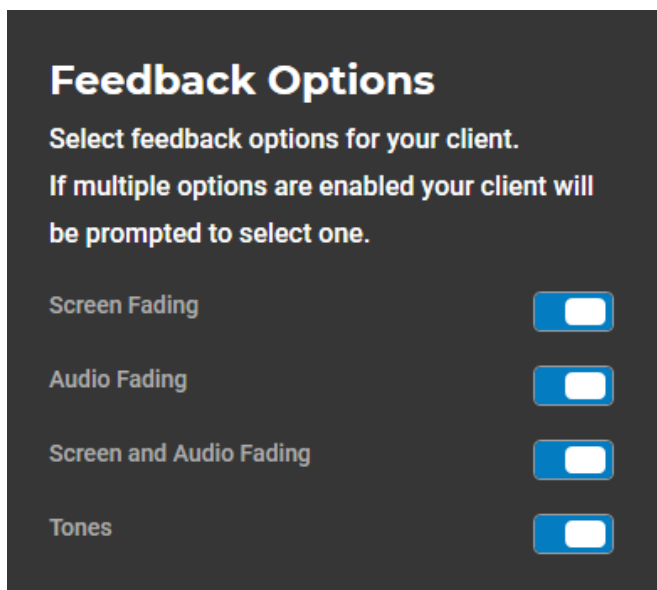 Feedback Options
Select feedback options for your client.
If multiple options are enabled your client will
be prompted to select one.
Screen Fading
Audio Fading
Screen and Audio Fading
Tones